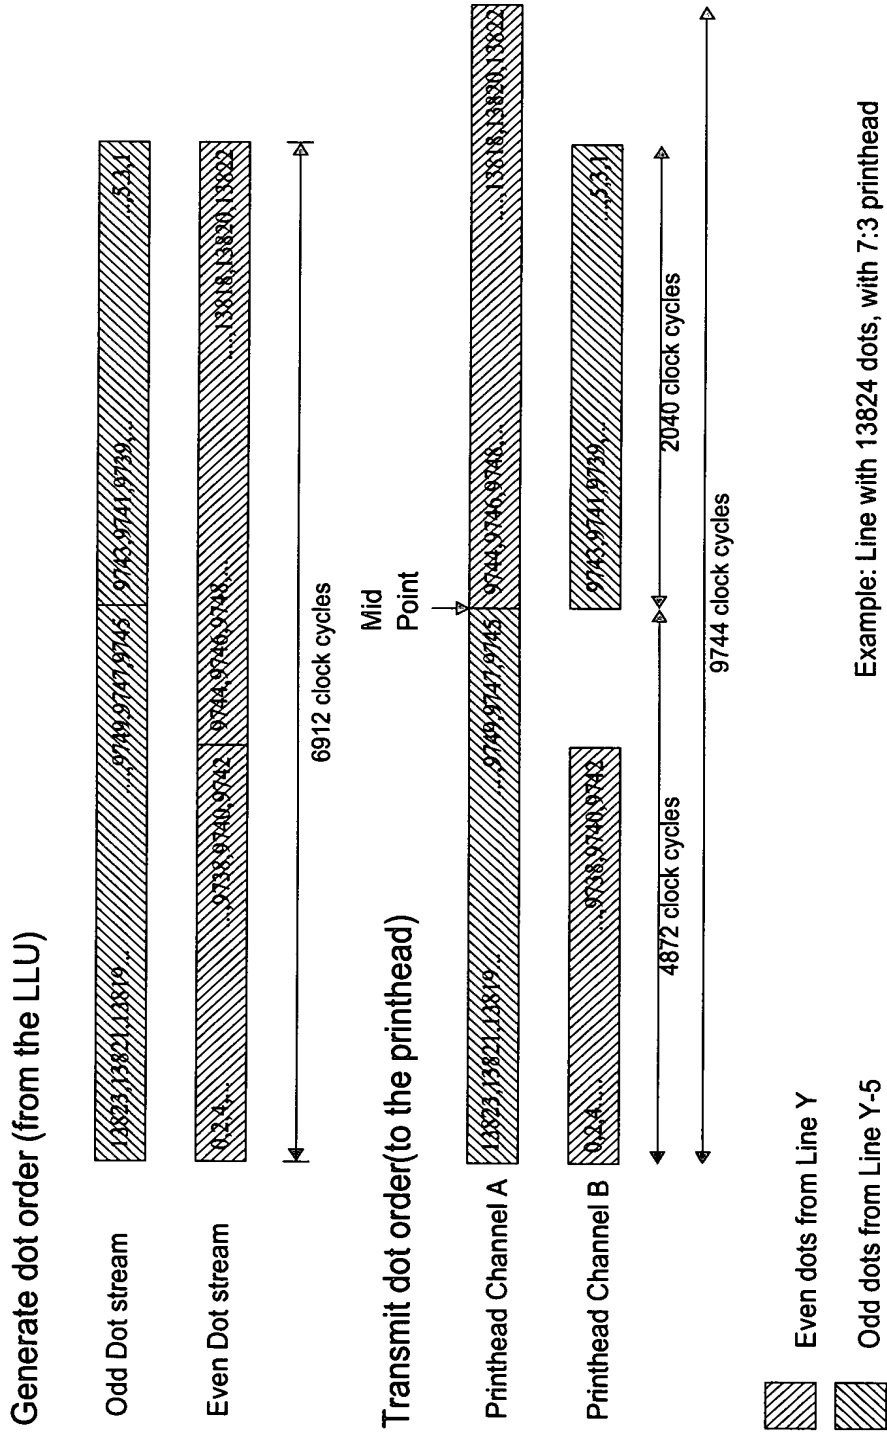 Generate dot order (from the LLU)
Odd Dot stream
13823,13821,13819...
...,9749,9747,9745
9743,9741,9739,...
...,5,3,1
Even Dot stream
0,2,4,...
...,9738,9740,9742
9744,9746,9748,...
....,13818,13820,13822
6912 clock cycles
Transmit dot order(to the printhead)
Mid
Point
Printhead Channel A
13823,13821,13819...
...,9749,9747,9745
9744,9746,9748,...
....,13818,13820,13822
Printhead Channel B
0,2,4....
...,9738,9740,9742
9743,9741,9739,...
...,5,3,1
4872 clock cycles
2040 clock cycles
9744 clock cycles
Even dots from Line Y
Odd dots from Line Y-5
Example: Line with 13824 dots, with 7:3 printhead